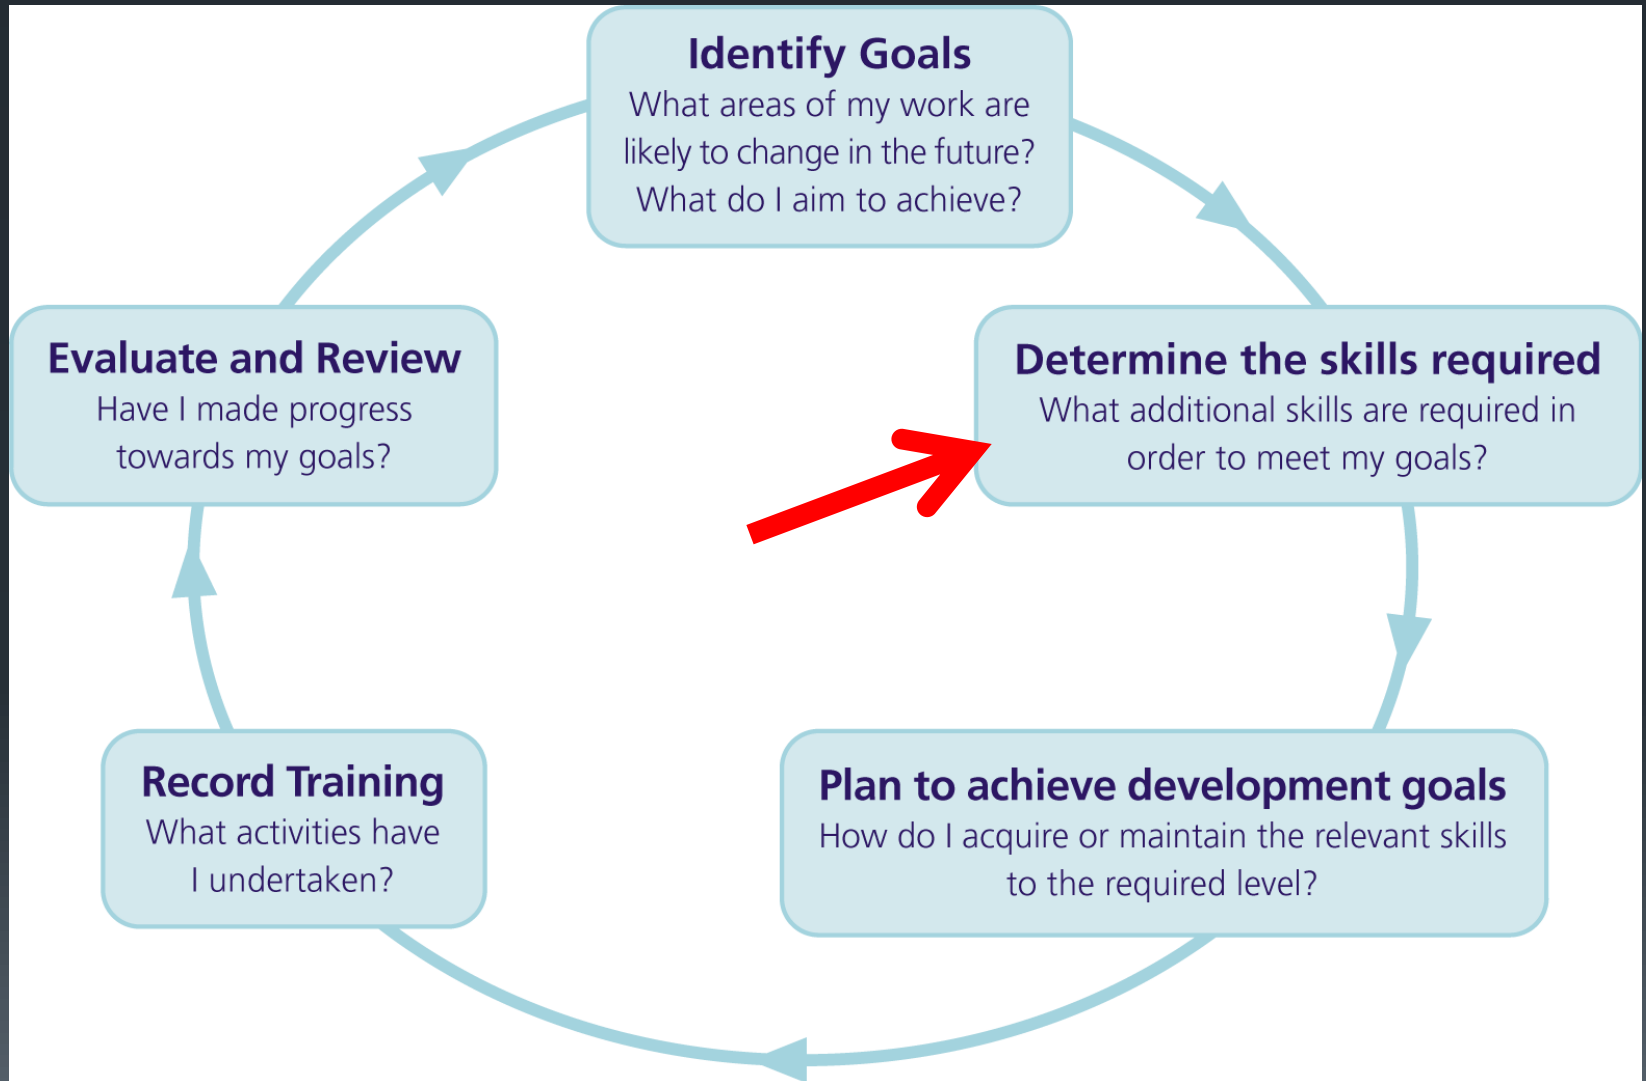 Identify Goals
What areas of my work are
likely to change in the future?
What do I aim to achieve?
Determine the skills required
What additional skills are required in
order to meet my goals?
Plan to achieve development goals
How do I acquire or maintain the relevant skills
to the required level?
Record Training
What activities have
I undertaken?
Evaluate and Review
Have I made progress
towards my goals?